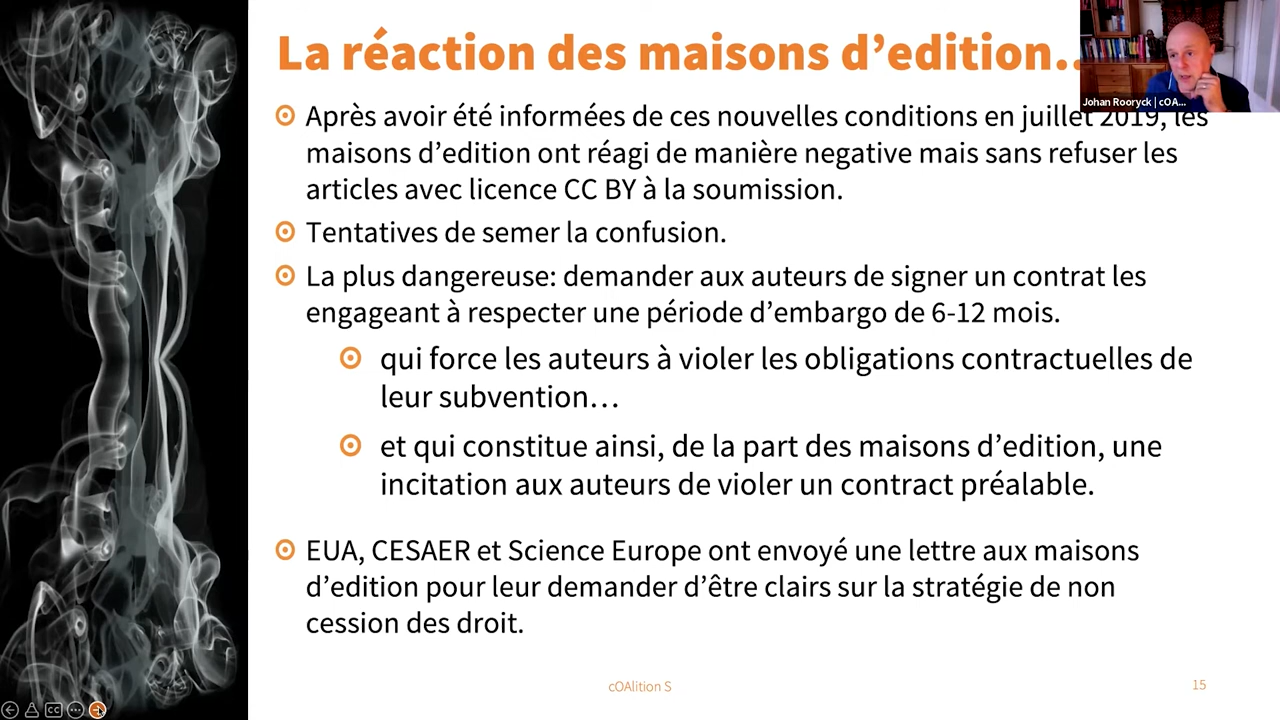 La réaction des maisons d’edition..
Johan Rooryck | cOA...
Après avoir été informées de ces nouvelles conditions en juillet 2019, les
maisons d’edition ont réagi de manière negative mais sans refuser les
articles avec licence CC BY à la soumission.
Tentatives de semer la confusion.
La plus dangereuse: demander aux auteurs de signer un contrat les
engageant à respecter une période d’embargo de 6-12 mois.
qui force les auteurs à violer les obligations contractuelles de
leur subvention…
et qui constitue ainsi, de la part des maisons d’edition, une
incitation aux auteurs de violer un contract préalable.
EUA, CESAER et Science Europe ont envoyé une lettre aux maisons
d’edition pour leur demander d’être clairs sur la stratégie de non
cession des droit.
cOAlition S
15
CC